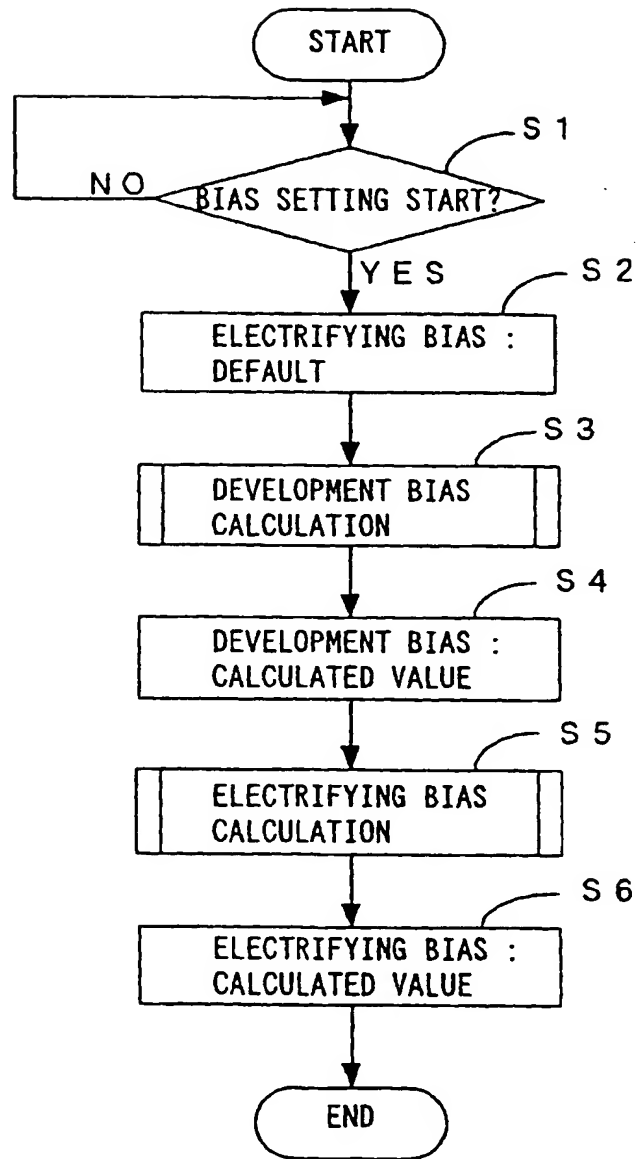 START
S1
NO
BIAS SETTING START?
YES
S2
ELECTRIFYING BIAS :
DEFAULT
S3
DEVELOPMENT BIAS
CALCULATION
S4
DEVELOPMENT BIAS :
CALCULATED VALUE
S5
ELECTRIFYING BIAS
CALCULATION
S6
ELECTRIFYING BIAS :
CALCULATED VALUE
END